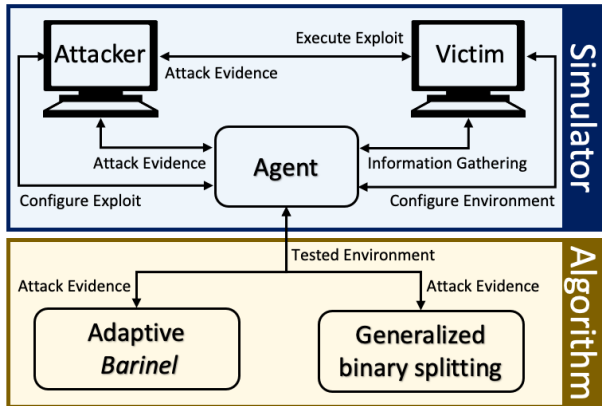 Attacker
Execute Exploit
Attack Evidence
Victim
Simulator
Attack Evidence
Agent
Information Gathering
Configure Exploit
Configure Environment
Tested Environment
Attack Evidence
Attack Evidence
Algorithm
Adaptive
Barinel
Generalized
binary splitting